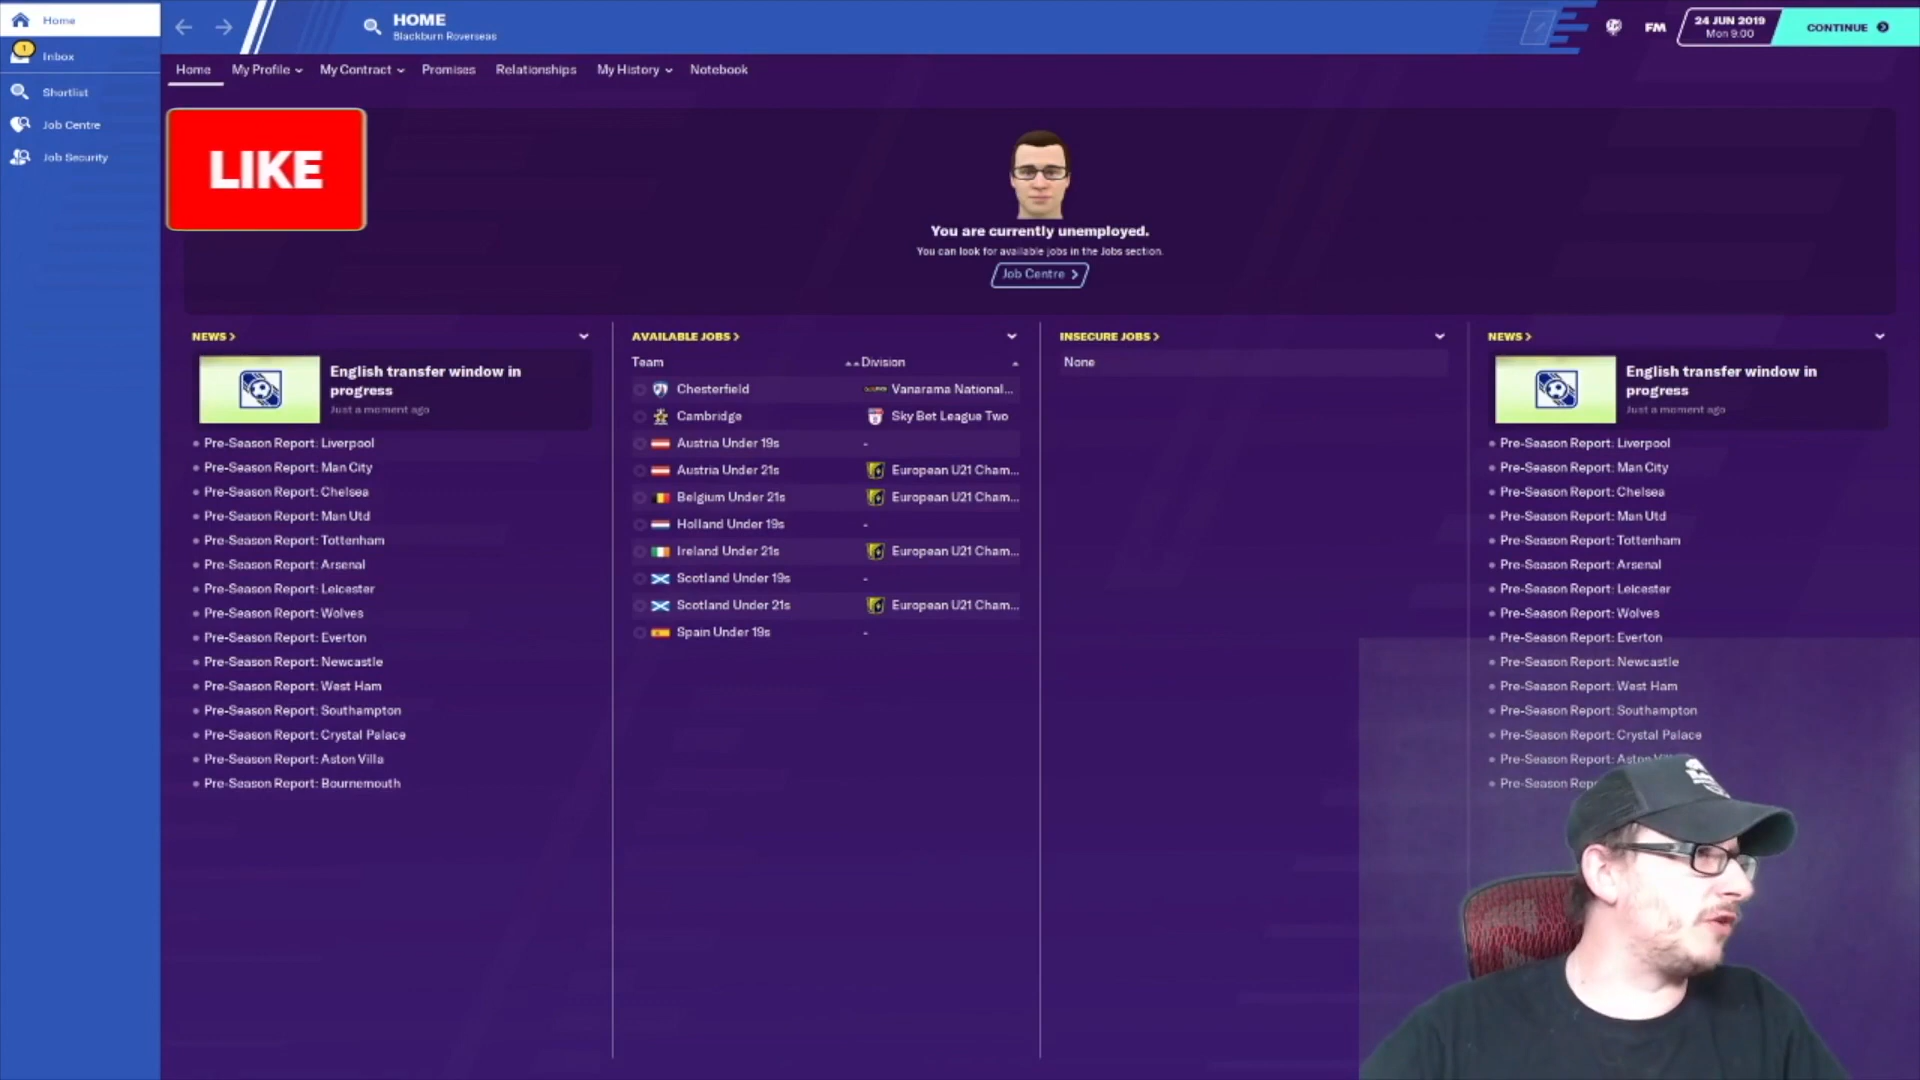 Home
1
Inbox
Shortlist
Job Centre
Job Security
HOME
Blackburn Roverseas
FM
24 JUN 2019
Mon 9:00
CONTINUE
Home
My Profile
My Contract
Promises
Relationships
My History
Notebook
LIKE
You are currently unemployed.
You can look for available jobs in the Jobs section.
Job Centre
NEWS
English transfer window in
progress
Just a moment ago
Pre-Season Report: Liverpool
Pre-Season Report: Man City
Pre-Season Report: Chelsea
Pre-Season Report: Man Utd
Pre-Season Report: Tottenham
Pre-Season Report: Arsenal
Pre-Season Report: Leicester
Pre-Season Report: Wolves
Pre-Season Report: Everton
Pre-Season Report: Newcastle
Pre-Season Report: West Ham
Pre-Season Report: Southampton
Pre-Season Report: Crystal Palace
Pre-Season Report: Aston Villa
Pre-Season Report: Bournemouth
AVAILABLE JOBS
Team Division
Chesterfield Vanarama National...
Cambridge Sky Bet League Two
Austria Under 19s -
Austria Under 21s European U21 Cham...
Belgium Under 21s European U21 Cham...
Holland Under 19s -
Ireland Under 21s European U21 Cham...
Scotland Under 19s -
Scotland Under 21s European U21 Cham...
Spain Under 19s -
INSECURE JOBS
None
NEWS
English transfer window in
progress
Just a moment ago
Pre-Season Report: Liverpool
Pre-Season Report: Man City
Pre-Season Report: Chelsea
Pre-Season Report: Man Utd
Pre-Season Report: Tottenham
Pre-Season Report: Arsenal
Pre-Season Report: Leicester
Pre-Season Report: Wolves
Pre-Season Report: Everton
Pre-Season Report: Newcastle
Pre-Season Report: West Ham
Pre-Season Report: Southampton
Pre-Season Report: Crystal Palace
Pre-Season Report: Aston
Pre-Season